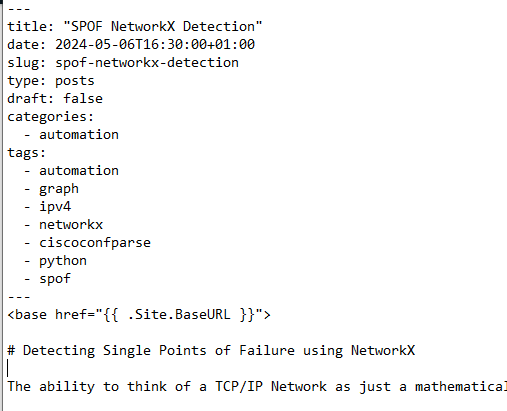 ---
title: "SPOF NetworkX Detection"
date: 2024-05-06T16:30:00+01:00
slug: spof-networkx-detection
type: posts
draft: false
categories:
  - automation
tags:
  - automation
  - graph
  - ipv4
  - networkx
  - ciscoconfparse
  - python
  - spof
---
<base href="{{ .Site.BaseURL }}">
# Detecting Single Points of Failure using NetworkX
The ability to think of a TCP/IP Network as just a mathematical